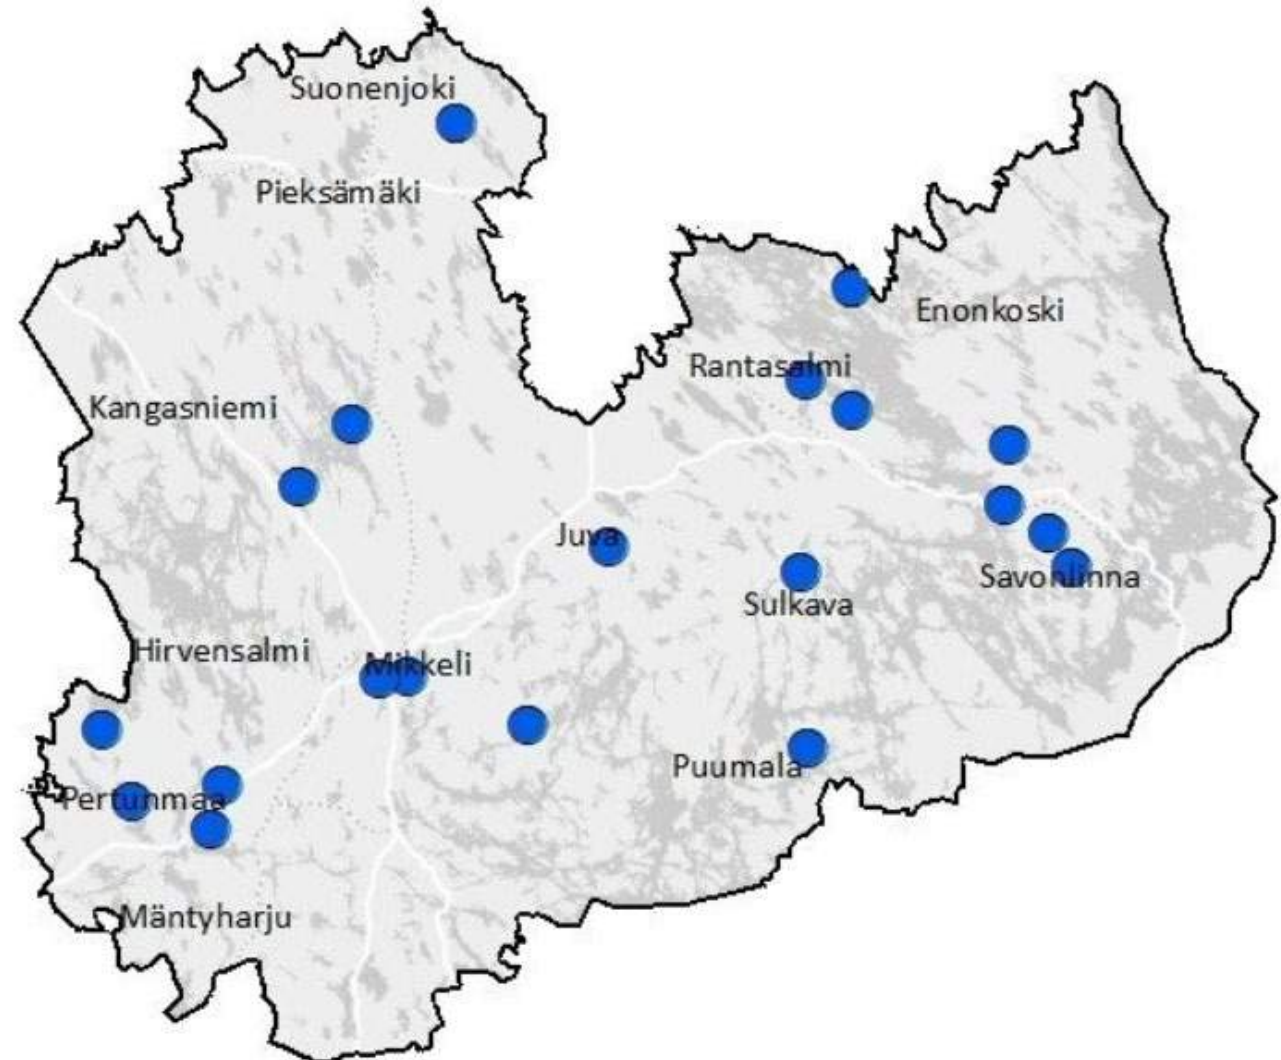 Suonenjoki
Pieksämäki
Enonkoski
Rantasalmi
Kangasniemi
Juva
Savonlinna
Sulkava
Hirvensalmi
Mikkeli
Puumala
Pertunmaa
Mäntyharju